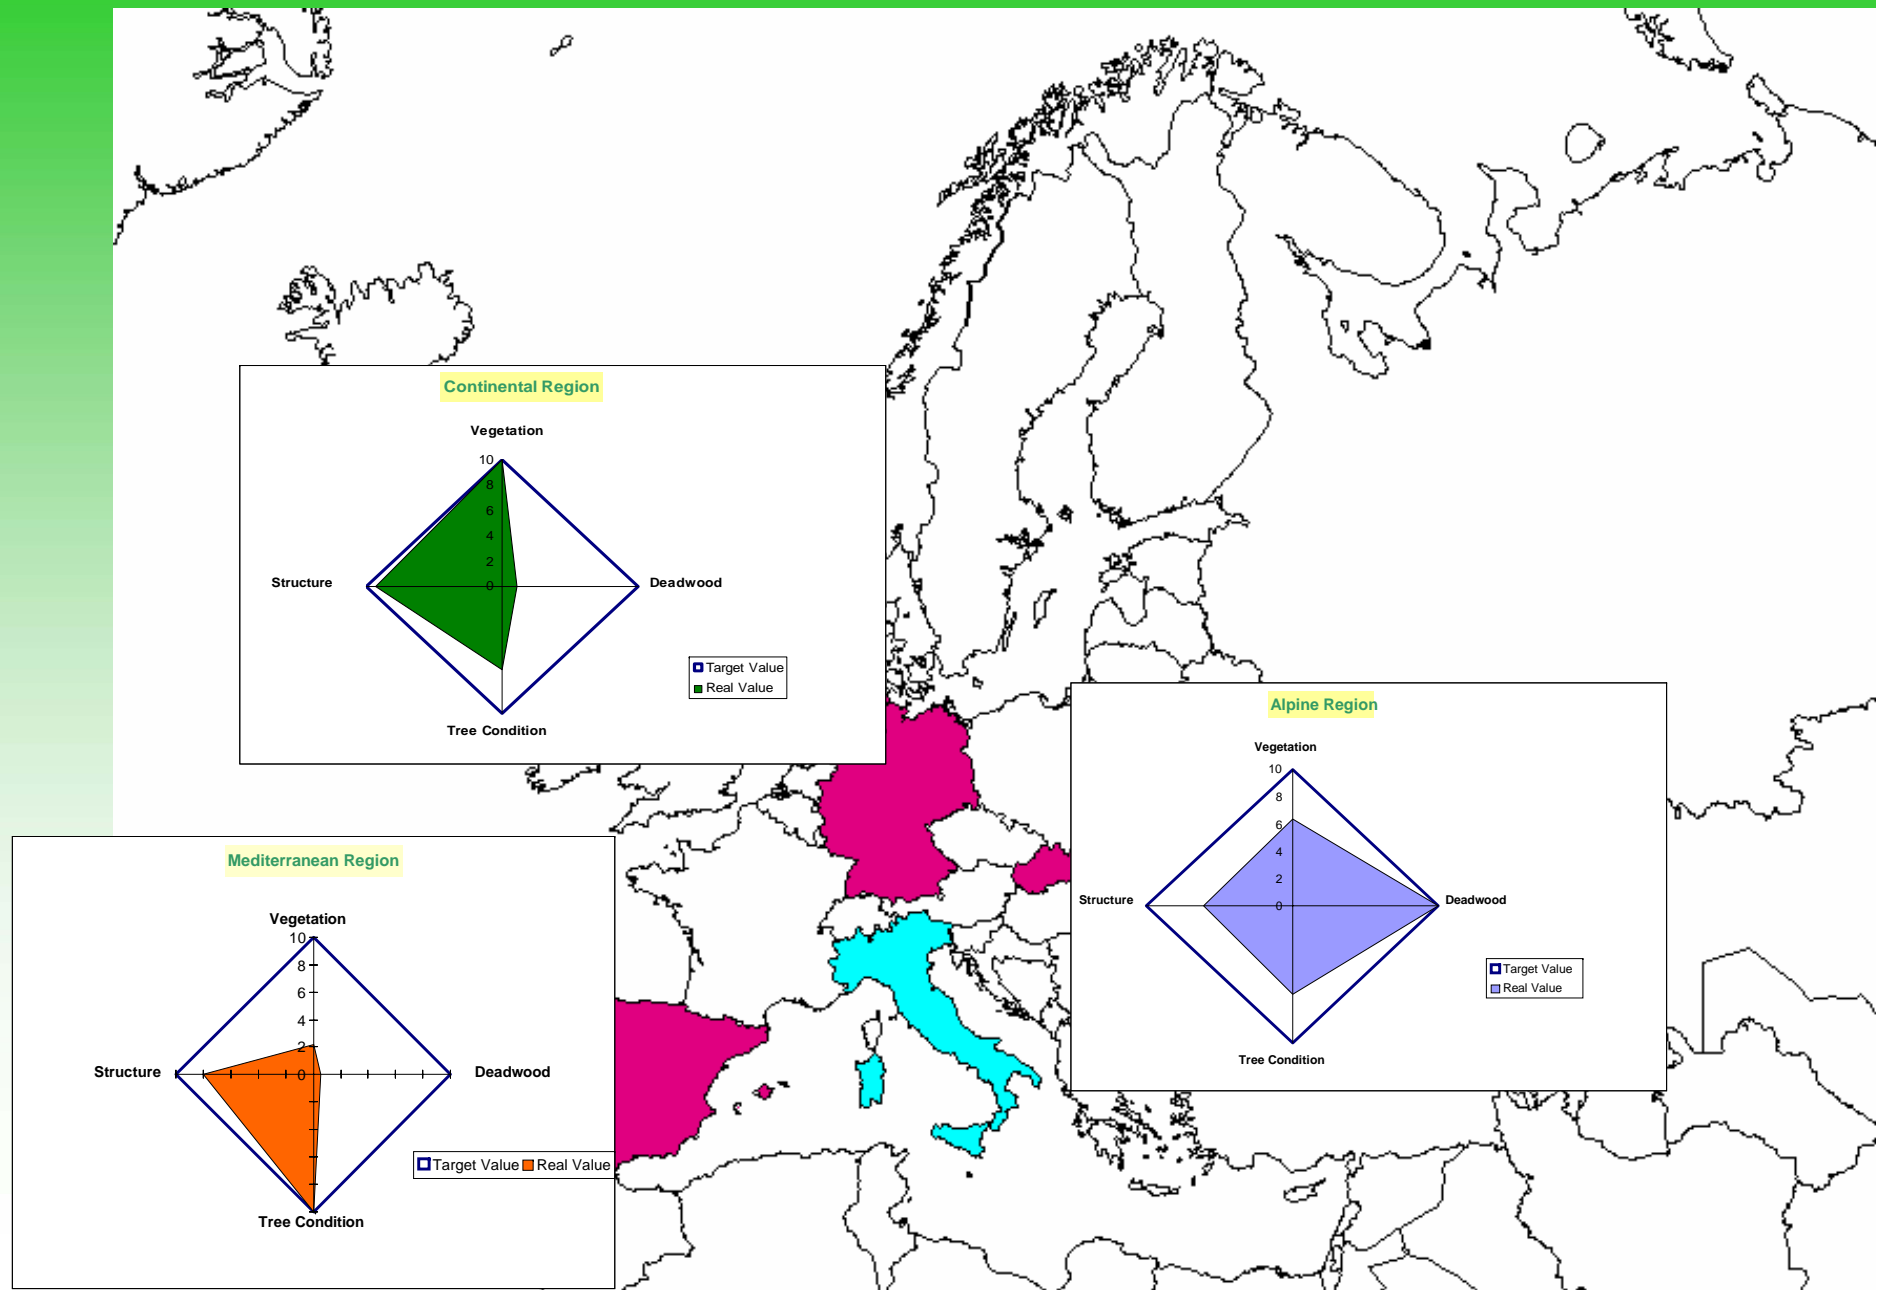 Continental Region
Vegetation
10
8
6
4
2
0
Structure
Deadwood
Target Value
Real Value
Tree Condition
Alpine Region
Vegetation
10
8
6
4
2
0
Structure
Deadwood
Target Value
Real Value
Tree Condition
Mediterranean Region
Vegetation
10
8
6
4
2
0
Structure
Deadwood
Target Value Real Value
Tree Condition